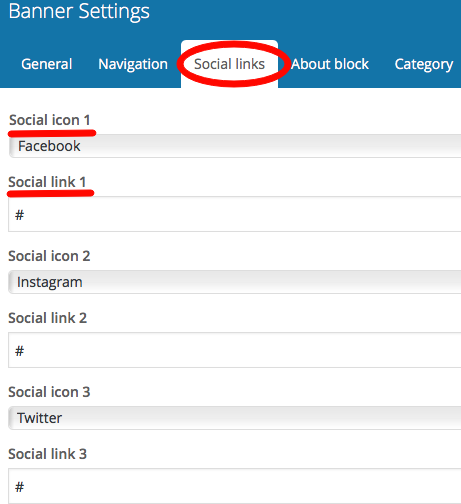 Banner Settings
General Navigation Social links About block Category
Social icon 1
Facebook
Social link 1
#
Social icon 2
Instagram
Social link 2
#
Social icon 3
Twitter
Social link 3
#